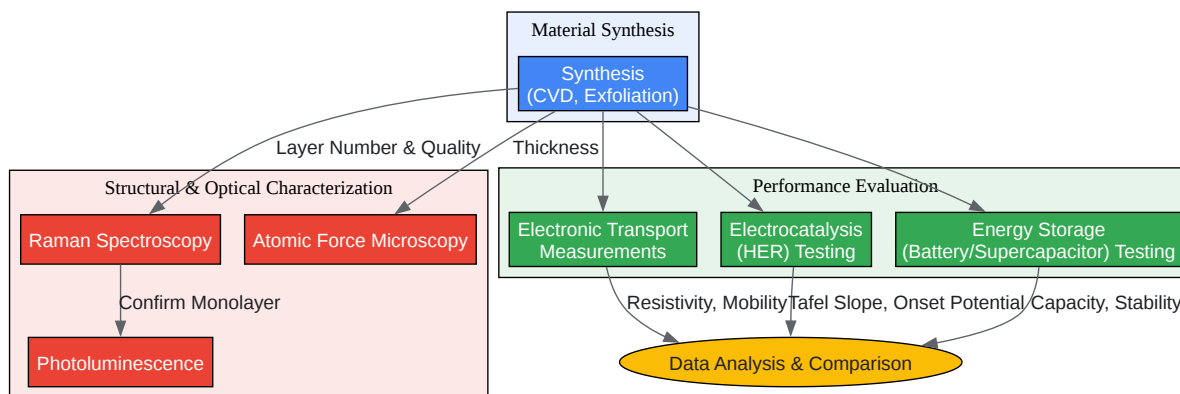 Material Synthesis
Synthesis
(CVD, Exfoliation)
Layer Number & Quality
Thickness
Structural & Optical Characterization
Performance Evaluation
Raman Spectroscopy
Atomic Force Microscopy
Electronic Transport
Measurements
Electrocatalysis
(HER) Testing
Energy Storage
(Battery/Supercapacitor) Testing
Confirm Monolayer
Resistivity, Mobility
Tafel Slope, Onset Potential
Capacity, Stability
Photoluminescence
Data Analysis & Comparison